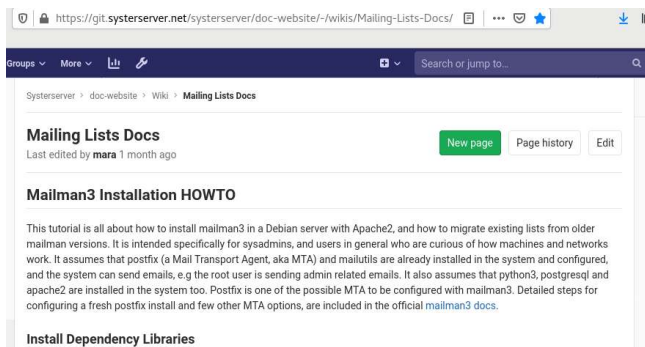 https://git.systerserver.net/systerserver/doc-website/-/wikis/Mailing-Lists-Docs/
Groups More Search or jump to...
Systerserver > doc-website > Wiki > Mailing Lists Docs
Mailing Lists Docs
New page Page history Edit
Last edited by mara 1 month ago
Mailman3 Installation HOWTO
This tutorial is all about how to install mailman3 in a Debian server with Apache2, and how to migrate existing lists from older
mailman versions. It is intended specifically for sysadmins, and users in general who are curious of how machines and networks
work. It assumes that postfix (a Mail Transport Agent, aka MTA) and mailutils are already installed in the system and configured,
and the system can send emails, e.g the root user is sending admin related emails. It also assumes that python3, postgresql and
apache2 are installed in the system too. Postfix is one of the possible MTA to be configured with mailman3. Detailed steps for
configuring a fresh postfix install and few other MTA options, are included in the official mailman3 docs.
Install Dependency Libraries